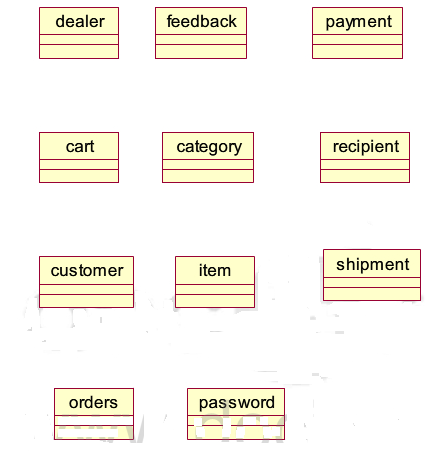 dealer feedback payment
cart category recipient
customer item shipment
orders password